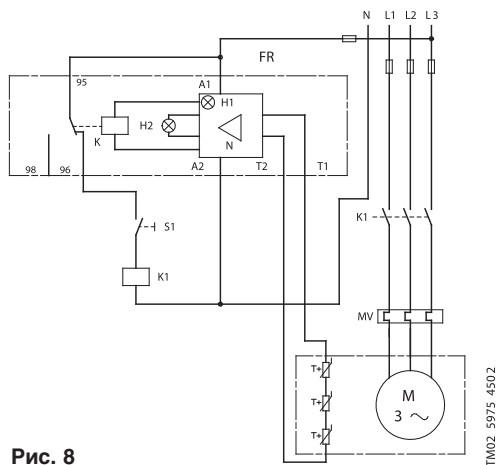 N L1 L2 L3
FR
95
A1
H1
H2
K
N
98 96 A2 T2 T1
S1
K1
K1
MV
T+
T+
T+
M
3 ~
TM02 5975 4502
Рис. 8